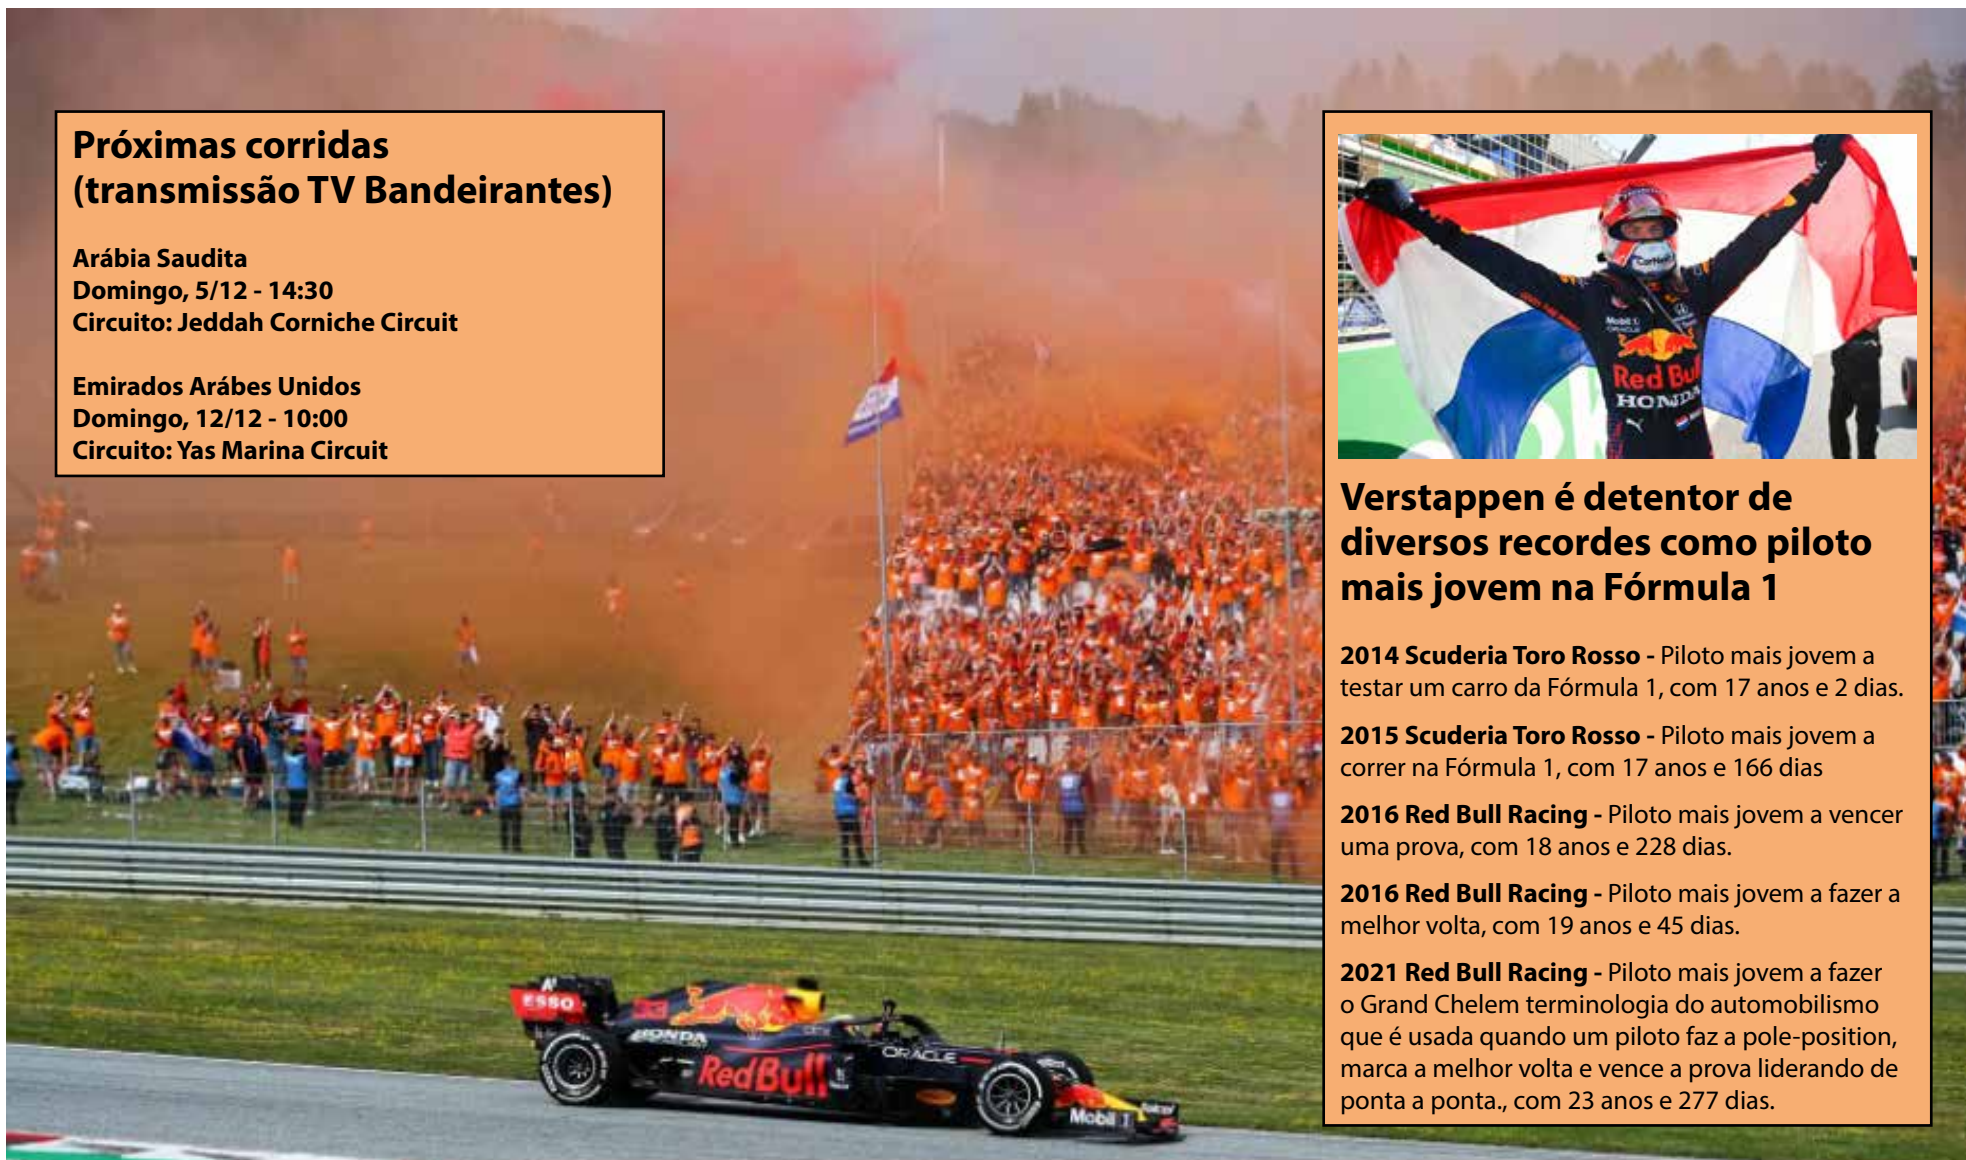 Próximas corridas
(transmissão TV Bandeirantes)
Arábia Saudita
Domingo, 5/12 - 14:30
Circuito: Jeddah Corniche Circuit
Emirados Arábes Unidos
Domingo, 12/12 - 10:00
Circuito: Yas Marina Circuit
Mobil 1
Red Bull
HONDA
Verstappen é detentor de
diversos recordes como piloto
mais jovem na Fórmula 1
2014 Scuderia Toro Rosso - Piloto mais jovem a
testar um carro da Fórmula 1, com 17 anos e 2 dias.
2015 Scuderia Toro Rosso - Piloto mais jovem a
correr na Fórmula 1, com 17 anos e 166 dias
2016 Red Bull Racing - Piloto mais jovem a vencer
uma prova, com 18 anos e 228 dias.
2016 Red Bull Racing - Piloto mais jovem a fazer a
melhor volta, com 19 anos e 45 dias.
2021 Red Bull Racing - Piloto mais jovem a fazer
o Grand Chelem terminologia do automobilismo
que é usada quando um piloto faz a pole-position,
marca a melhor volta e vence a prova liderando de
ponta a ponta., com 23 anos e 277 dias.
ESSO
33
HONDA
Red Bull
ORACLE
Mobil 1